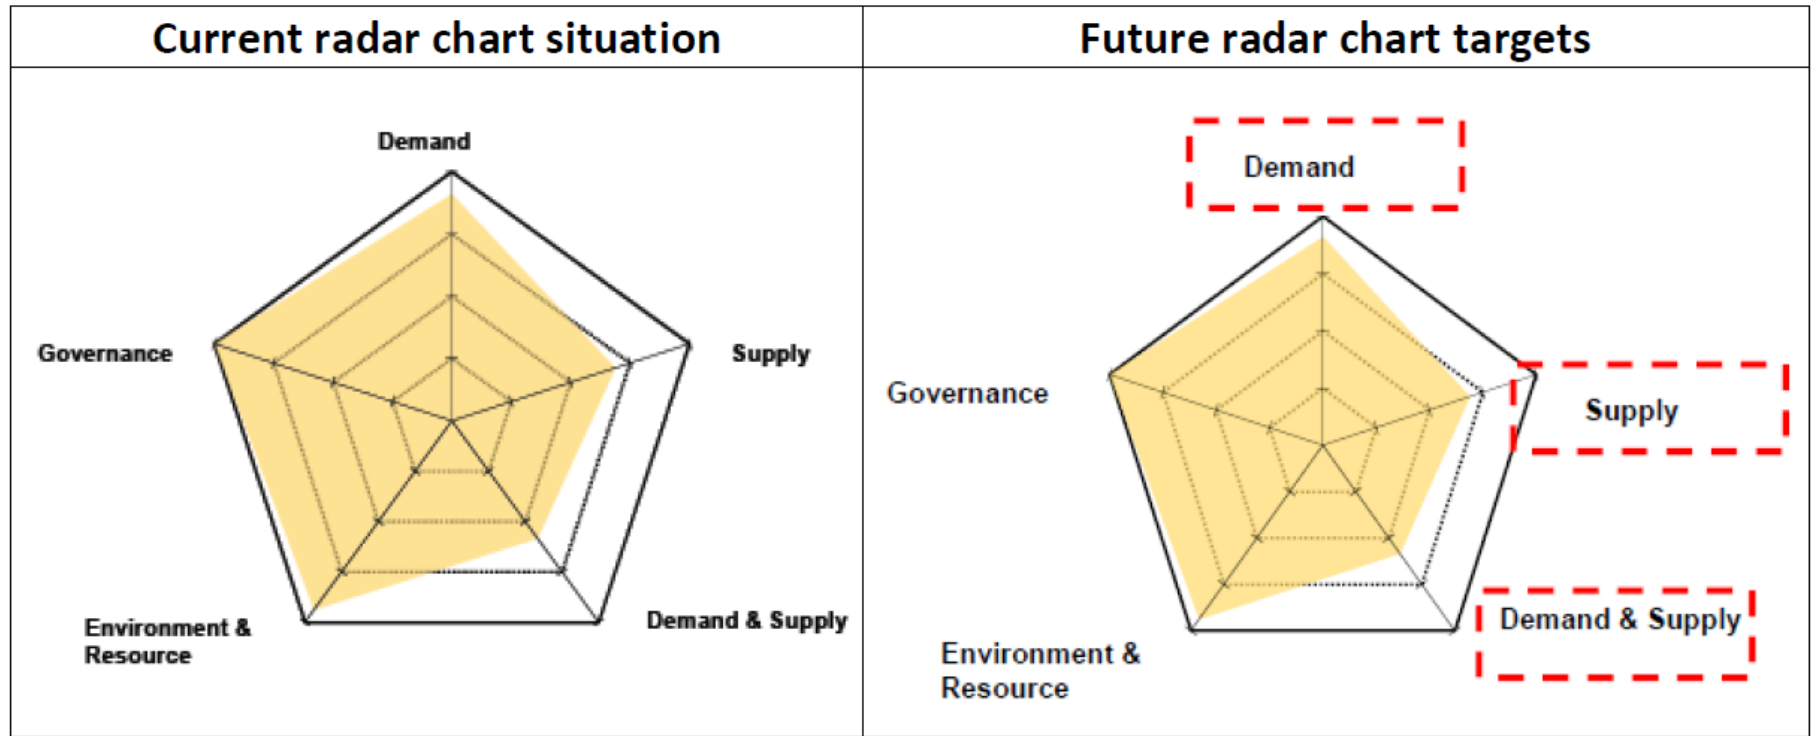 Current radar chart situation
Future radar chart targets
Demand
Governance
Supply
Environment &
Resource
Demand & Supply
Demand
Governance
Supply
Environment &
Resource
Demand & Supply